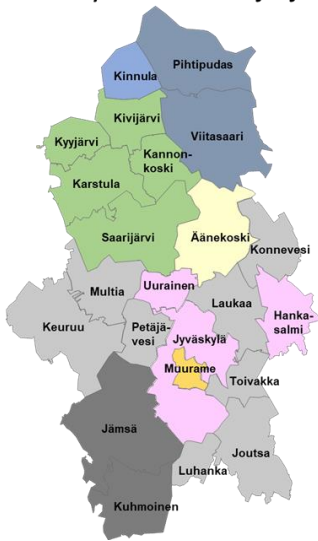 Pihtipudas
Kinnula
Kivijärvi
Viitasaari
Kyyjärvi
Kannon-
koski
Karstula
Saarijärvi
Äänekoski
Konnevesi
Multia
Uurainen
Laukaa
Hanka-
salmi
Keuruu
Petäjä-
vesi
Jyväskylä
Muurame
Toivakka
Jämsä
Joutsa
Luhanka
Kuhmoinen